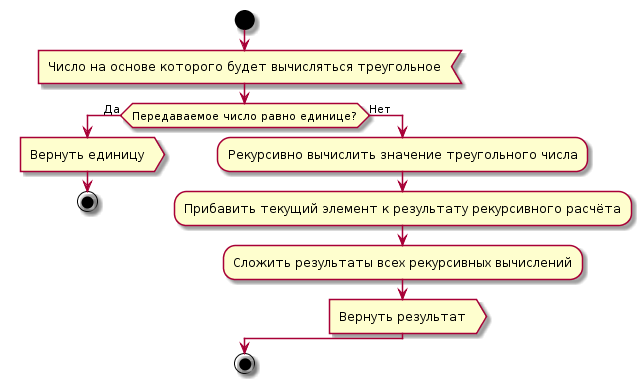 Число на основе которого будет вычисляться треугольное
Да
Передаваемое число равно единице?
Нет
Вернуть единицу
Рекурсивно вычислить значение треугольного числа
Прибавить текущий элемент к результату рекурсивного расчёта
Сложить результаты всех рекурсивных вычислений
Вернуть результат